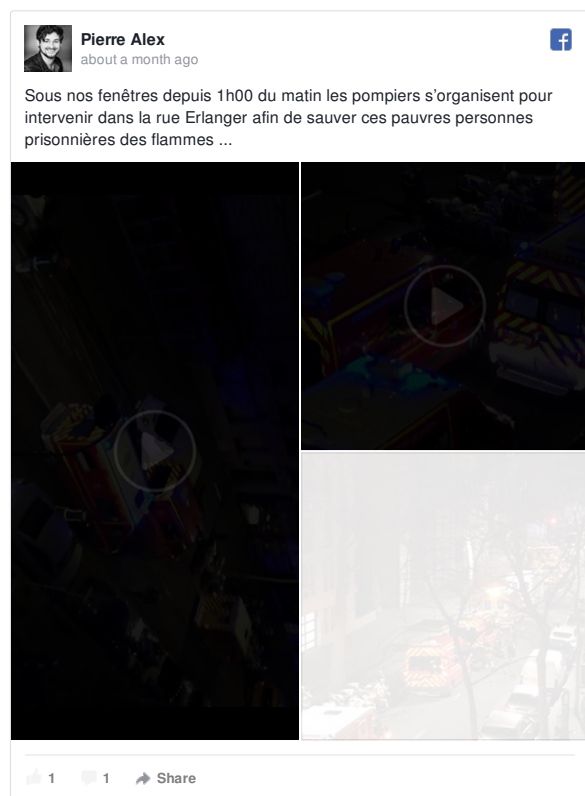 Pierre Alex
about a month ago
Sous nos fenêtres depuis 1h00 du matin les pompiers s’organisent pour
intervenir dans la rue Erlanger afin de sauver ces pauvres personnes
prisonnières des flammes ...
1 1 Share